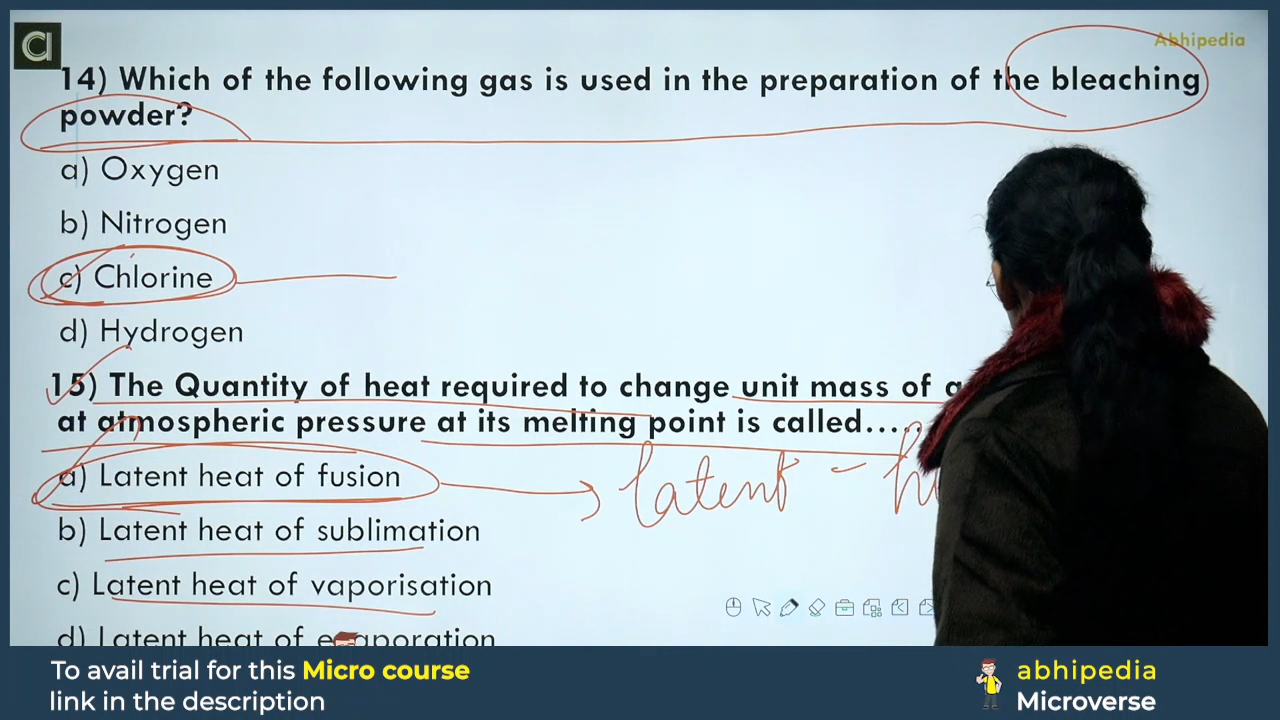 Abhipedia
14) Which of the following gas is used in the preparation of the bleaching
powder?
a) Oxygen
b) Nitrogen
c) Chlorine
d) Hydrogen
15) The Quantity of heat required to change unit mass of a
at atmospheric pressure at its melting point is called.....
a) Latent heat of fusion
latent -
b) Latent heat of sublimation
c) Latent heat of vaporisation
d) Latent heat of evaporation
To avail trial for this Micro course
link in the description
abhipedia
Microverse